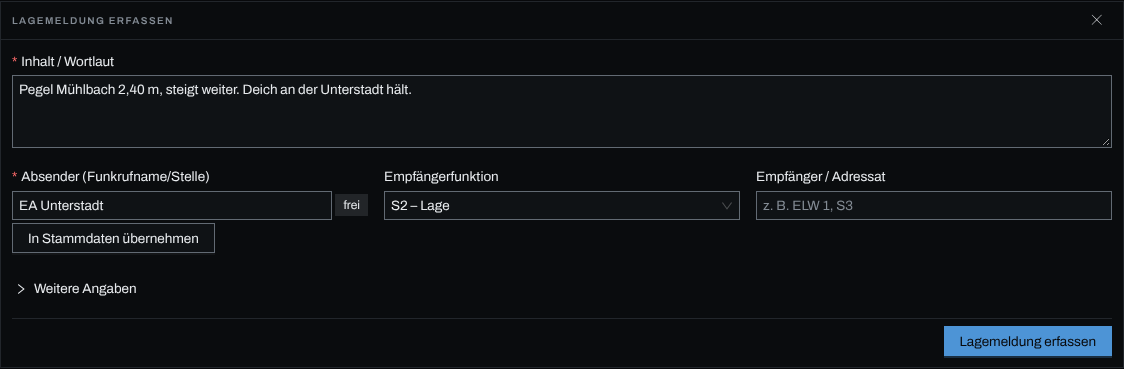 LAGEMELDUNG ERFASSEN
* Inhalt / Wortlaut
Pegel Mühlbach 2,40 m, steigt weiter. Deich an der Unterstadt hält.
* Absender (Funkrufname/Stelle)
Empfängerfunktion
Empfänger / Adressat
EA Unterstadt
frei
S2 – Lage
z. B. ELW 1, S3
In Stammdaten übernehmen
Weitere Angaben
Lagemeldung erfassen